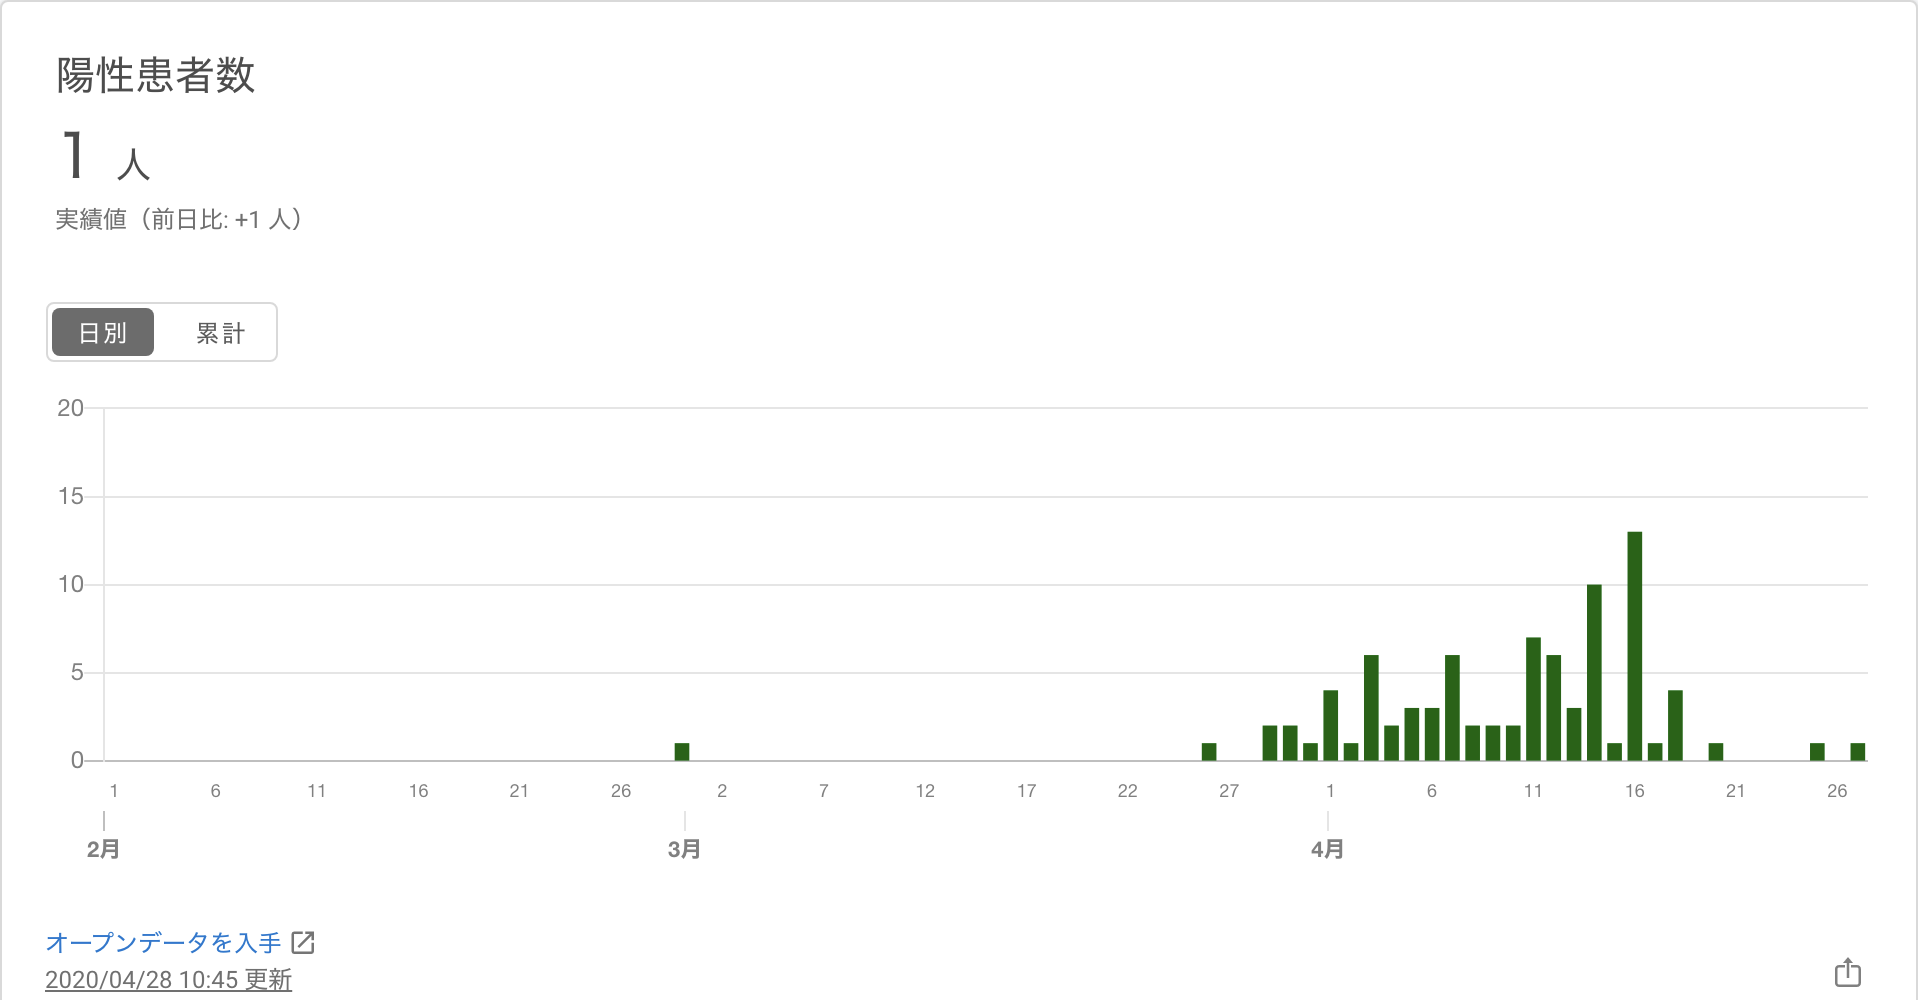 陽性患者数
1 人
実績値（前日比: +1 人）
日別 累計
20
15
10
5
0
1 6 11 16 21 26 2 7 12 17 22 27 1 6 11 16 21 26
2月 3月 4月
オープンデータを入手
2020/04/28 10:45 更新